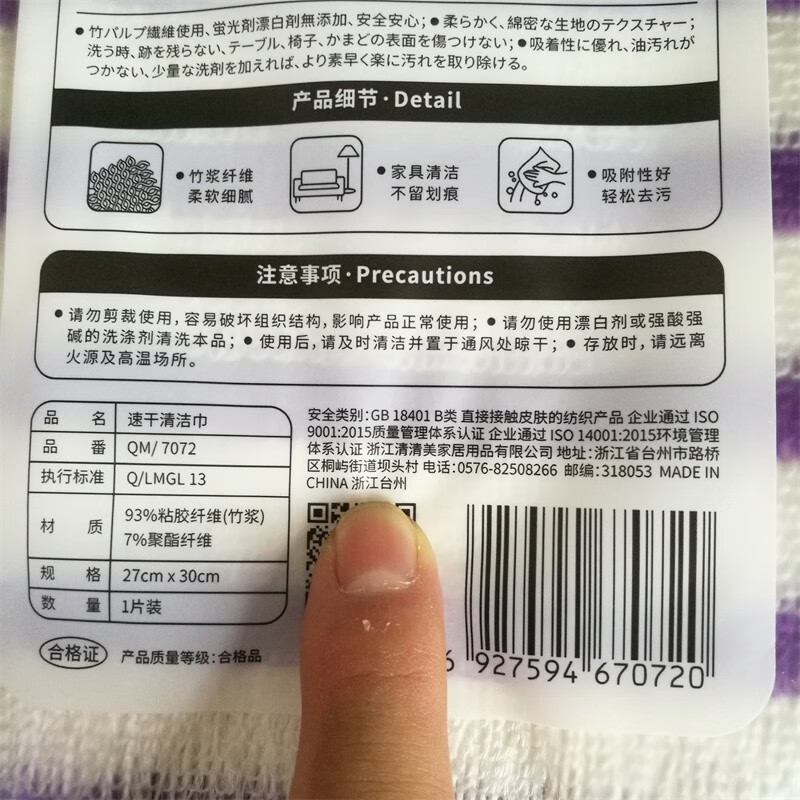 ●竹パルプ繊維使用、蛍光剤漂白剤無添加、安全安心;●柔らかく、綿密な生地のテクスチャー;
洗う時、跡を残らない、テーブル、椅子、かまどの表面を傷つけない;●吸着性に優れ、油汚れが
つかない、少量な洗剤を加えれば、より素早く楽に汚れを取り除ける。
产品细节·Detail
●竹浆纤维
柔软细腻
●家具清洁
不留划痕
●吸附性好
轻松去污
注意事项·Precautions
●请勿剪裁使用,容易破坏组织结构,影响产品正常使用;●请勿使用漂白剂或强酸强
碱的洗涤剂清洗本品;●使用后,请及时清洁并置于通风处晾干;●存放时,请远离
火源及高温场所。
品 名 速干清洁巾
品 番 QM/ 7072
执行标准 Q/LMGL 13
材 质 93%粘胶纤维(竹浆)
7%聚酯纤维
规 格 27cm x 30cm
数 量 1片装
合格证 产品质量等级:合格品
安全类别:GB 18401 B类 直接接触皮肤的纺织产品 企业通过 ISO
9001:2015质量管理体系认证 企业通过 ISO 14001:2015环境管理
体系认证 浙江清清美家居用品有限公司 地址:浙江省台州市路桥
区桐屿街道坝头村 电话:0576-82508266 邮编:318053 MADE IN
CHINA 浙江台州
6 927594 670720